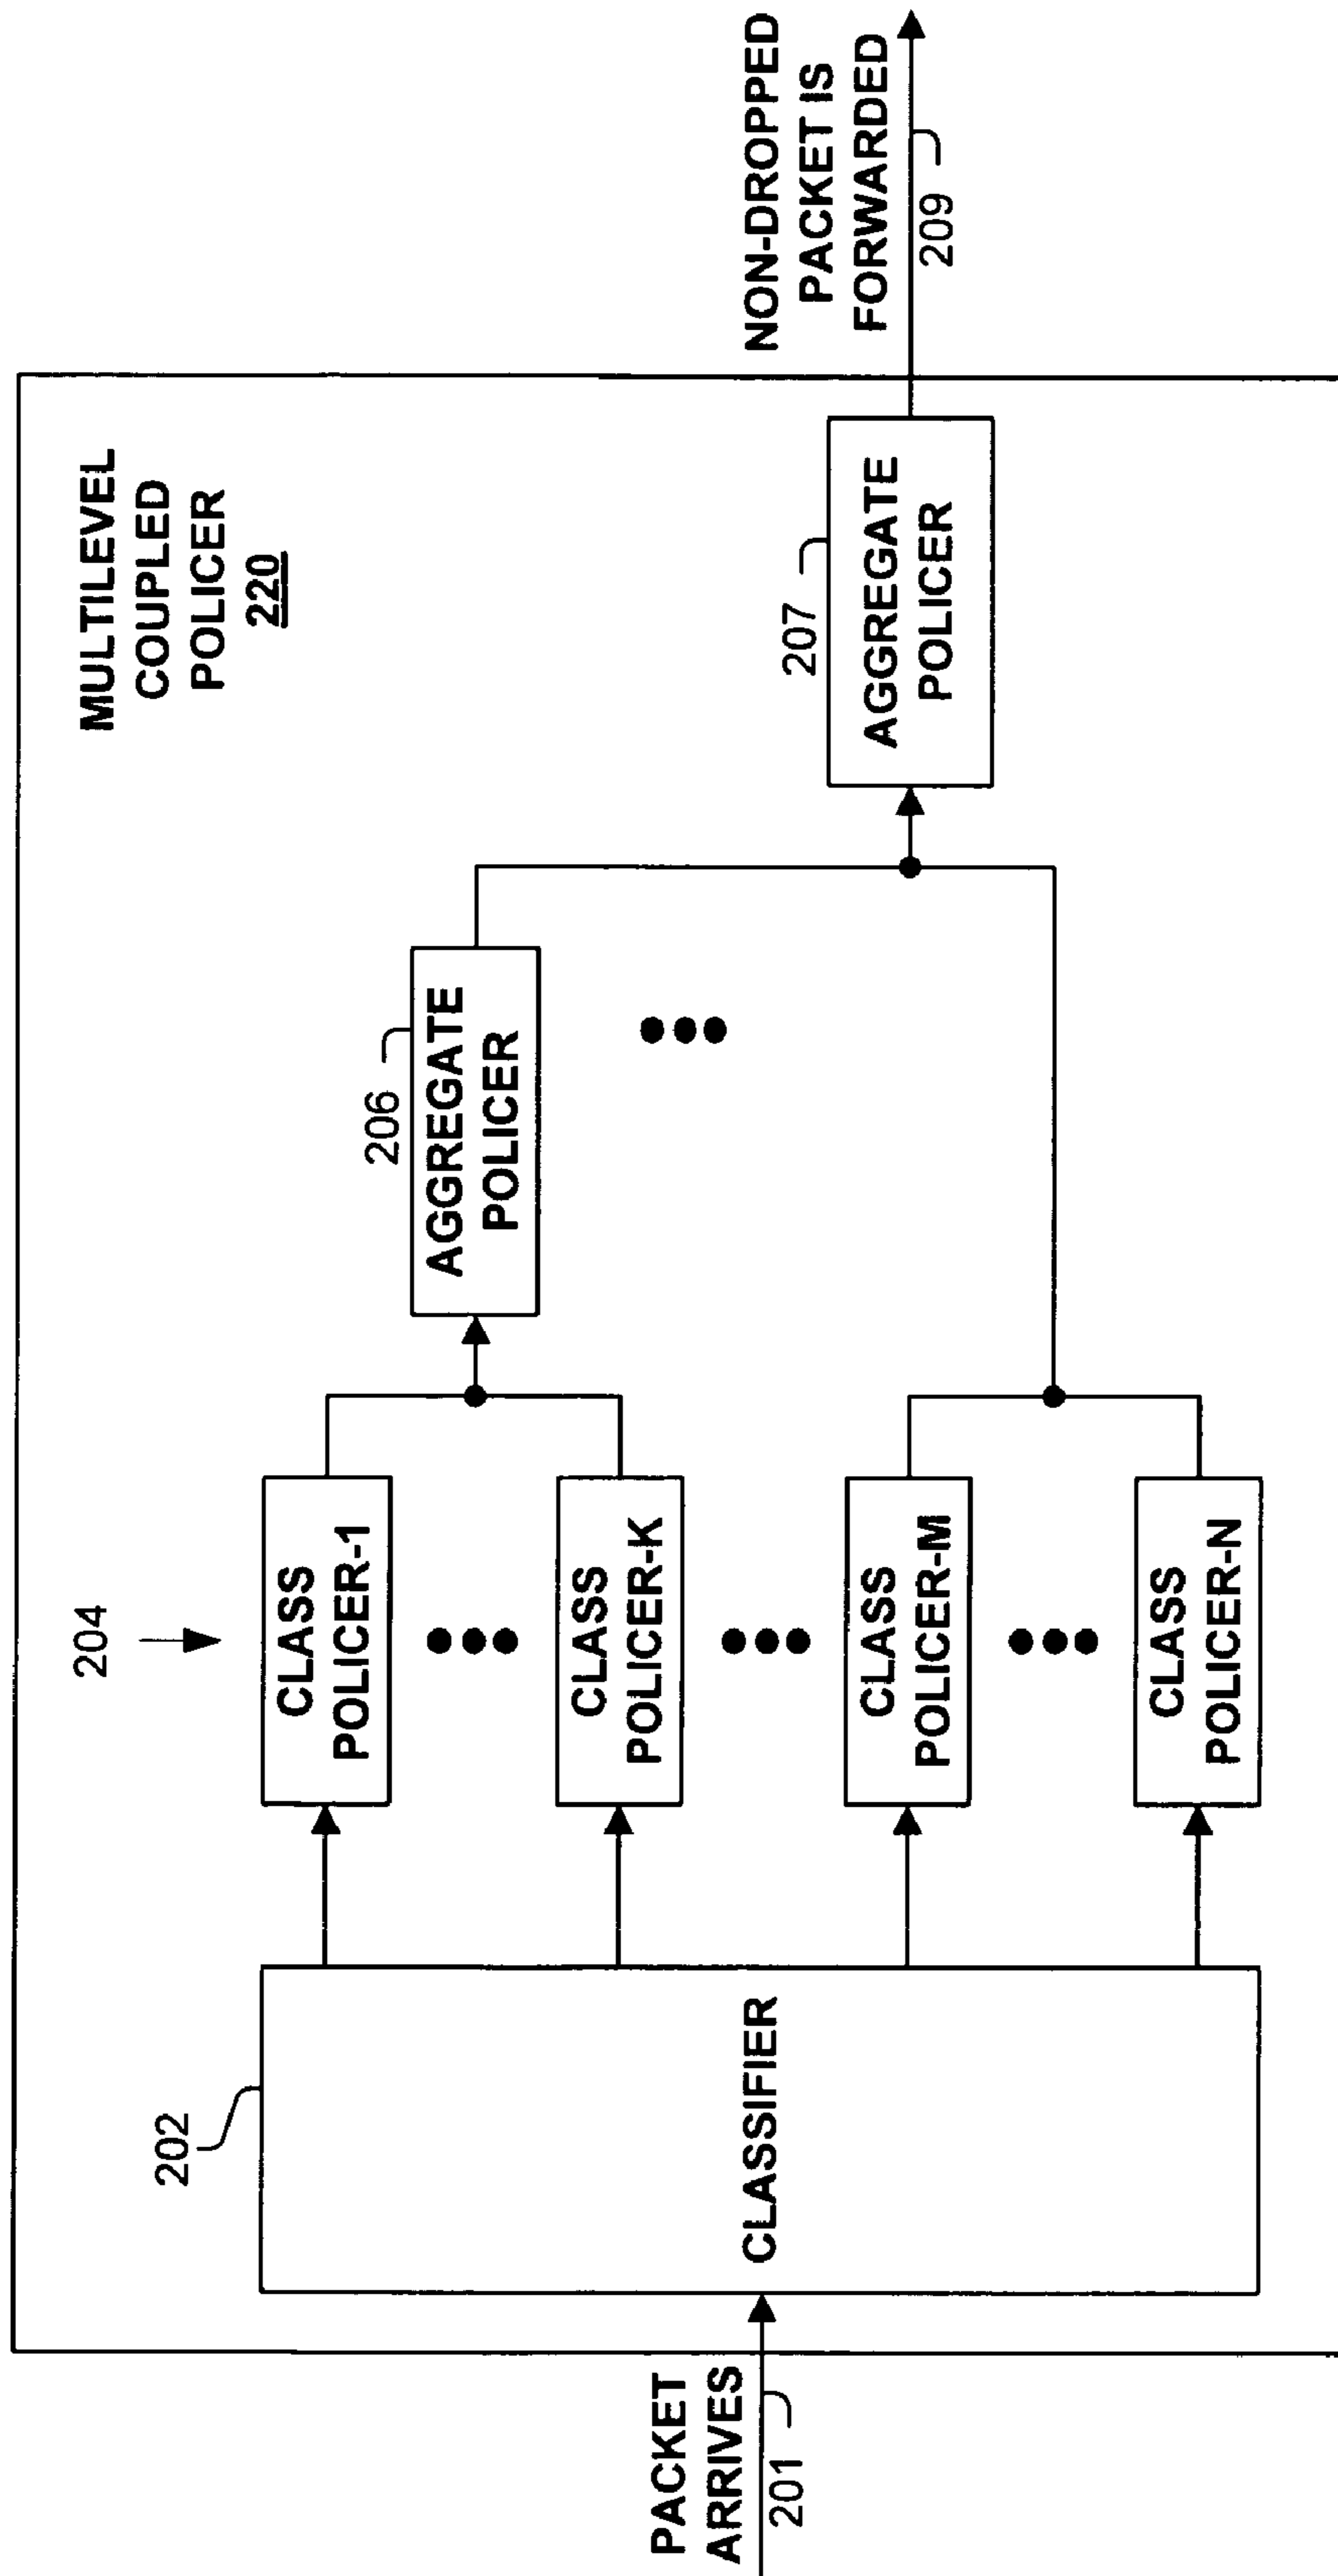 MULTILEVEL
COUPLED
POLICER
220
PACKET
ARRIVES
201
202
CLASSIFIER
204
CLASS
POLICER-1
CLASS
POLICER-K
CLASS
POLICER-M
CLASS
POLICER-N
206
AGGREGATE
POLICER
207
AGGREGATE
POLICER
NON-DROPPED
PACKET IS
FORWARDED
209